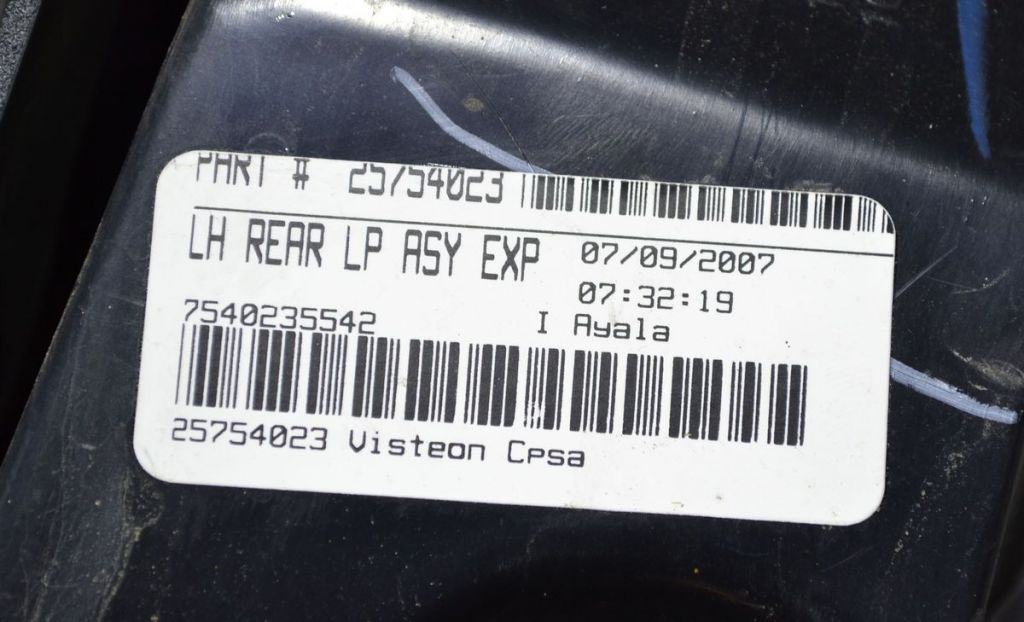 PART # 25754023
LH REAR LP ASY EXP 07/09/2007
07:32:19
7540235542 I Ayala
25754023 Visteon Cpsa